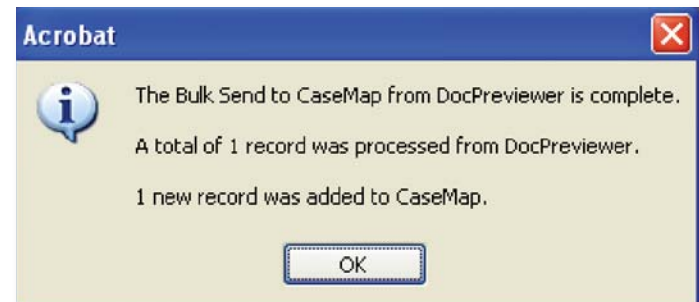 Acrobat
The Bulk Send to CaseMap from DocPreviewer is complete.
A total of 1 record was processed from DocPreviewer.
1 new record was added to CaseMap.
OK